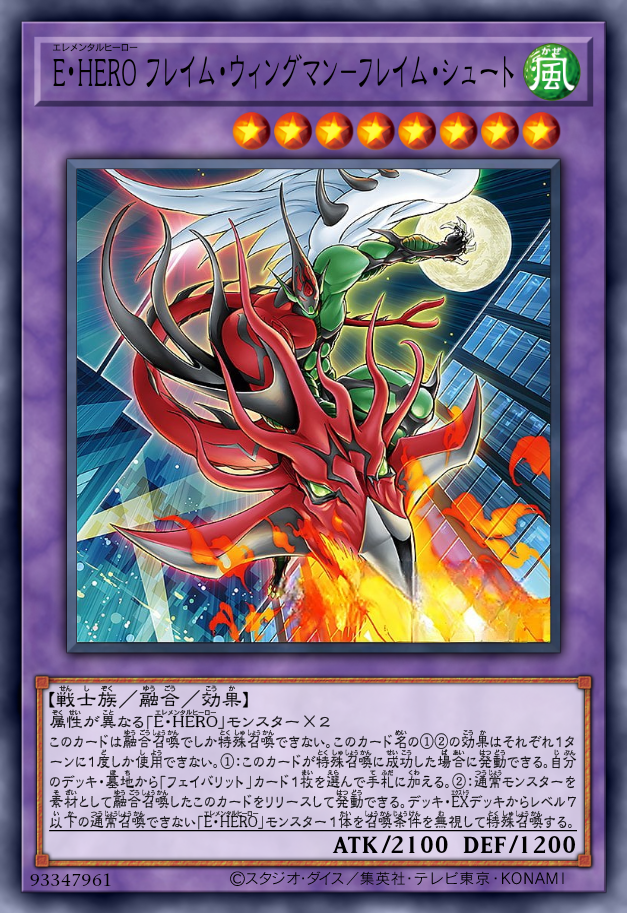 エレメンタルヒーロー
E・HERO フレイム・ウィングマン－フレイム・シュート
かぜ
風
【戦士族／融合／効果】
属性が異なる「E・HERO」モンスター×２
このカードは融合召喚でしか特殊召喚できない。このカード名の①②の効果はそれぞれ１ターンに１度しか使用できない。①:このカードが特殊召喚に成功した場合に発動できる。自分
のデッキ・墓地から「フェイバリット」カード１枚を選んで手札に加える。②:通常モンスターを
素材として融合召喚したこのカードをリリースして発動できる。デッキ・EXデッキからレベル７
以下の通常召喚できない「E・HERO」モンスター１体を召喚条件を無視して特殊召喚する。
ATK/2100 DEF/1200
93347961 ©スタジオ・ダイス／集英社・テレビ東京・KONAMI